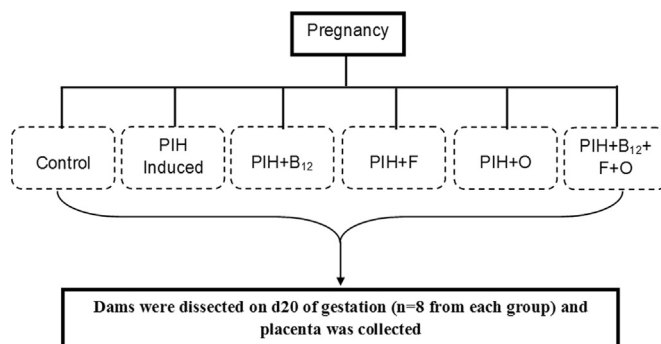 Pregnancy
Control
PIH
Induced
PIH+B₁₂
PIH+F
PIH+O
PIH+B₁₂+
F+O
Dams were dissected on d20 of gestation (n=8 from each group) and
placenta was collected